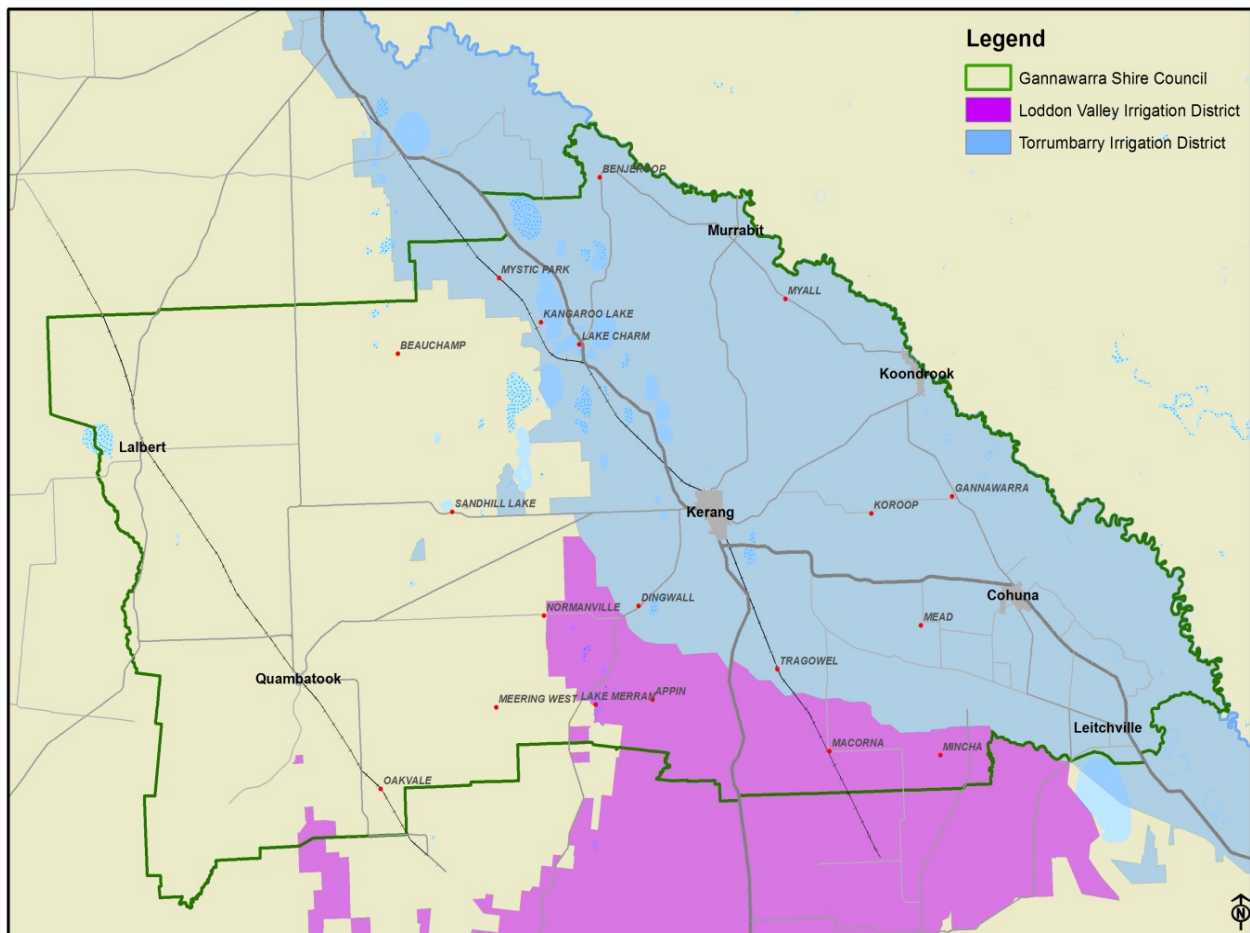 Legend
Gannawarra Shire Council
Loddon Valley Irrigation District
Torrumbarry Irrigation District
BENJEROOP
Murrabit
MYSTIC PARK
MYALL
KANGAROO LAKE
LAKE CHARM
BEAUCHAMP
Koondrook
Lalbert
GANNAWARRA
SANDHILL LAKE
Kerang
KOROOP
Cohuna
NORMANVILLE
DINGWALL
MEAD
TRAGOWEL
Quambatook
MEERING WEST
LAKE MERRAN
APPIN
Leitchville
MACORNA
MINCHA
OAKVALE
N